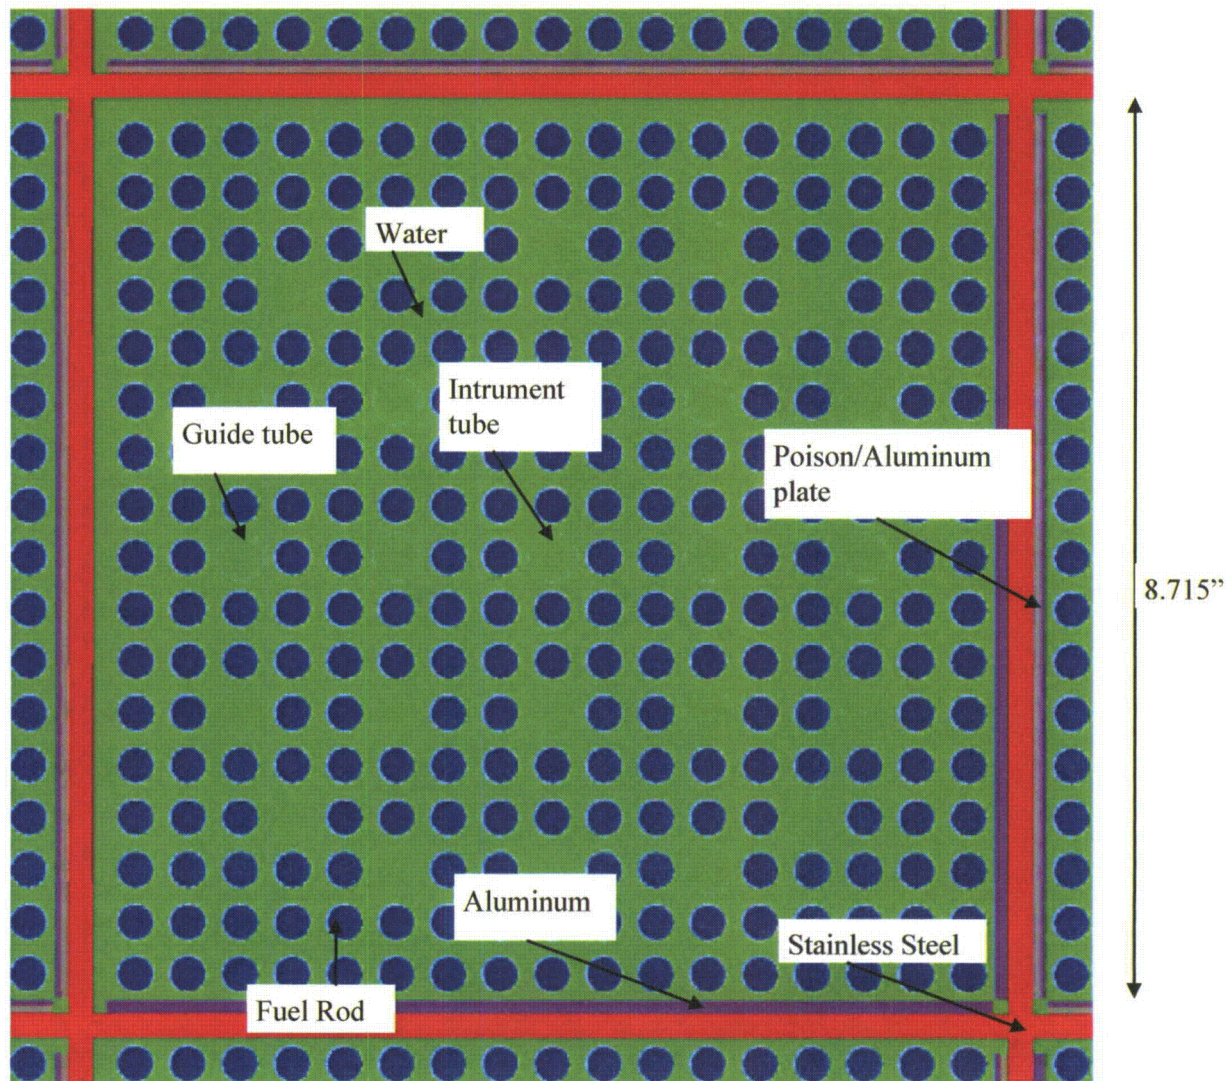 Water
Intrument
tube
Guide tube
Poison/Aluminum
plate
8.715”
Aluminum
Stainless Steel
Fuel Rod